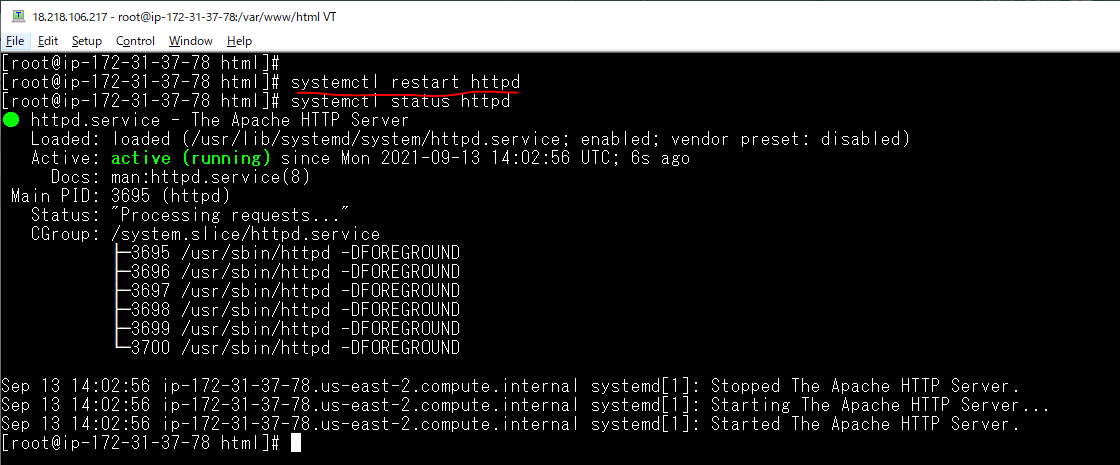 18.218.106.217 - root@ip-172-31-37-78:/var/www/html VT
File Edit Setup Control Window Help
[root@ip-172-31-37-78 html]#
[root@ip-172-31-37-78 html]# systemctl restart httpd
[root@ip-172-31-37-78 html]# systemctl status httpd
● httpd.service - The Apache HTTP Server
   Loaded: loaded (/usr/lib/systemd/system/httpd.service; enabled; vendor preset: disabled)
   Active: active (running) since Mon 2021-09-13 14:02:56 UTC; 6s ago
     Docs: man:httpd.service(8)
 Main PID: 3695 (httpd)
   Status: "Processing requests..."
   CGroup: /system.slice/httpd.service
           ├─3695 /usr/sbin/httpd -DFOREGROUND
           ├─3696 /usr/sbin/httpd -DFOREGROUND
           ├─3697 /usr/sbin/httpd -DFOREGROUND
           ├─3698 /usr/sbin/httpd -DFOREGROUND
           ├─3699 /usr/sbin/httpd -DFOREGROUND
           └─3700 /usr/sbin/httpd -DFOREGROUND
Sep 13 14:02:56 ip-172-31-37-78.us-east-2.compute.internal systemd[1]: Stopped The Apache HTTP Server.
Sep 13 14:02:56 ip-172-31-37-78.us-east-2.compute.internal systemd[1]: Starting The Apache HTTP Server...
Sep 13 14:02:56 ip-172-31-37-78.us-east-2.compute.internal systemd[1]: Started The Apache HTTP Server.
[root@ip-172-31-37-78 html]#